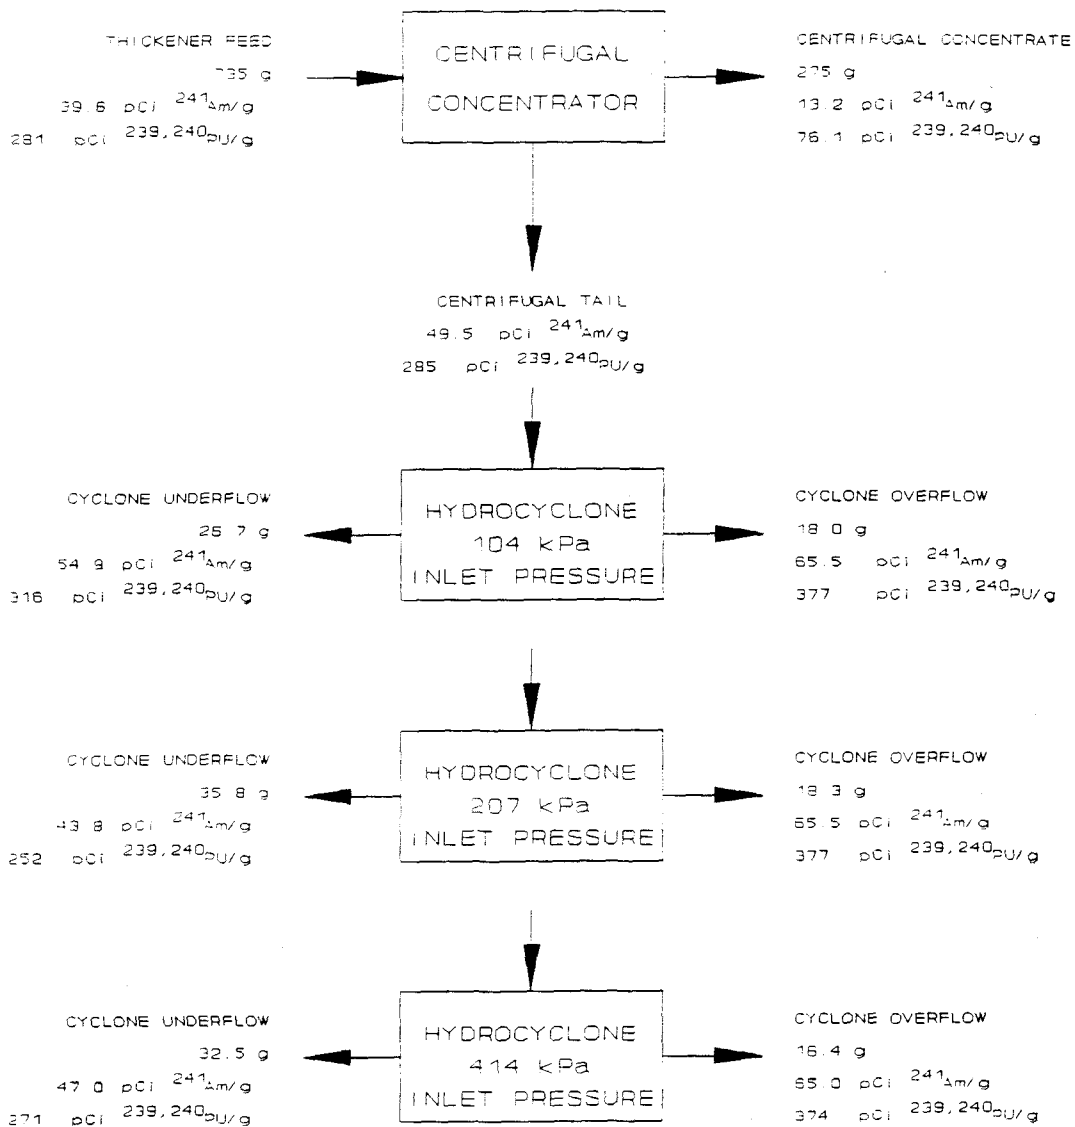 THICKENER FEED
735 g
39.6 pCi 241Am/g
281 pCi 239,240PU/g
CENTRIFUGAL
CONCENTRATOR
CENTRIFUGAL CONCENTRATE
275 g
13.2 pCi 241Am/g
76.1 pCi 239,240PU/g
CENTRIFUGAL TAIL
49.5 pCi 241Am/g
285 pCi 239,240PU/g
CYCLONE UNDERFLOW
25.7 g
54.9 pCi 241Am/g
316 pCi 239,240PU/g
HYDROCYCLONE
104 kPa
INLET PRESSURE
CYCLONE OVERFLOW
18.0 g
65.5 pCi 241Am/g
377 pCi 239,240PU/g
CYCLONE UNDERFLOW
35.8 g
43.8 pCi 241Am/g
252 pCi 239,240PU/g
HYDROCYCLONE
207 kPa
INLET PRESSURE
CYCLONE OVERFLOW
18.3 g
65.5 pCi 241Am/g
377 pCi 239,240PU/g
CYCLONE UNDERFLOW
32.5 g
47.0 pCi 241Am/g
271 pCi 239,240PU/g
HYDROCYCLONE
414 kPa
INLET PRESSURE
CYCLONE OVERFLOW
16.4 g
65.0 pCi 241Am/g
374 pCi 239,240PU/g